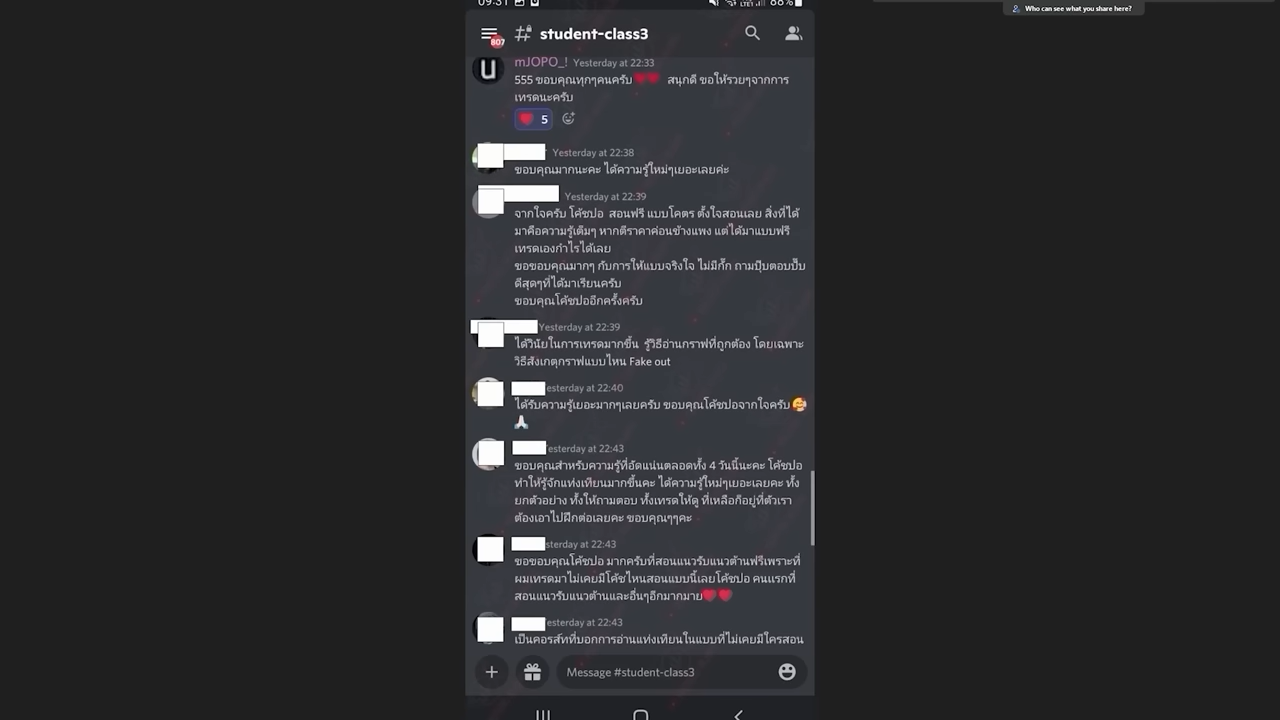 09:31
88%
Who can see what you share here?
807
student-class3
mJOPO_! Yesterday at 22:33
555 ขอบคุณทุกๆคนครับ❤️❤️ สนุกดี ขอให้รวยๆจากการ
เทรดนะครับ
❤️ 5
Yesterday at 22:38
ขอบคุณมากนะคะ ได้ความรู้ใหม่ๆเยอะเลยค่ะ
Yesterday at 22:39
จากใจครับ โค้ชปอ สอนฟรี แบบโคตร ตั้งใจสอนเลย สิ่งที่ได้
มาคือความรู้เต็มๆ หากตีราคาค่อนข้างแพง แต่ได้มาแบบฟรี
เทรดเองกำไรได้เลย
ขอขอบคุณมากๆ กับการให้แบบจริงใจ ไม่มีกั๊ก ถามปุ๊บตอบปั๊บ
ดีสุดๆที่ได้มาเรียนครับ
ขอบคุณโค้ชปออีกครั้งครับ
Yesterday at 22:39
ได้วินัยในการเทรดมากขึ้น รู้วิธีอ่านกราฟที่ถูกต้อง โดยเฉพาะ
วิธีสังเกตุกราฟแบบไหน Fake out
esterday at 22:40
ได้รับความรู้เยอะมากๆเลยครับ ขอบคุณโค้ชปอจากใจครับ🥰
🙏🏻
esterday at 22:43
ขอบคุณสำหรับความรู้ที่อัดแน่นตลอดทั้ง 4 วันนี้นะคะ โค้ชปอ
ทำให้รู้จักแท่งเทียนมากขึ้นคะ ได้ความรู้ใหม่ๆเยอะเลยคะ ทั้ง
ยกตัวอย่าง ทั้งให้ถามตอบ ทั้งเทรดให้ดู ที่เหลือก็อยู่ที่ตัวเรา
ต้องเอาไปฝึกต่อเลยคะ ขอบคุณๆๆคะ
sterday at 22:43
ขอขอบคุณโค้ชปอ มากครับที่สอนแนวรับแนวต้านฟรีเพราะที่
ผมเทรดมาไม่เคยมีโค้ชไหนสอนแบบนี้เลยโค้ชปอ คนแรกที่
สอนแนวรับแนวต้านและอื่นๆอีกมากมาย❤️❤️
esterday at 22:43
เป็นคอรส์ทที่บอกการอ่านแท่งเทียนในแบบที่ไม่เคยมีใครสอน
Message #student-class3